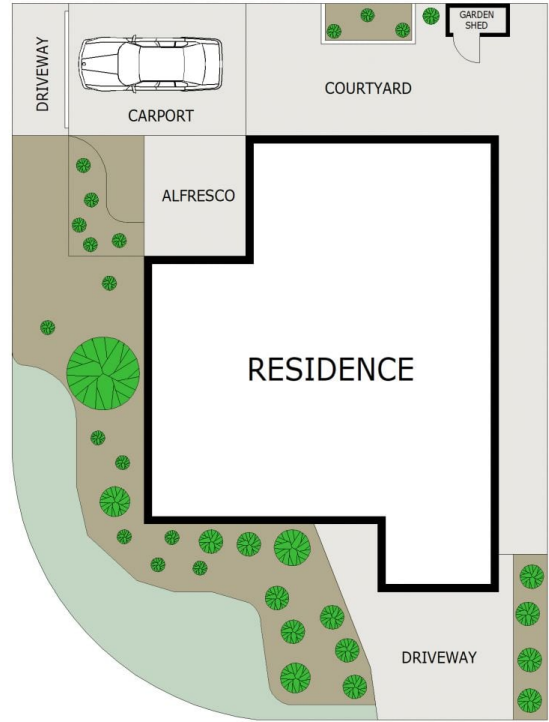 GARDEN
SHED
DRIVEWAY
COURTYARD
CARPORT
ALFRESCO
RESIDENCE
DRIVEWAY